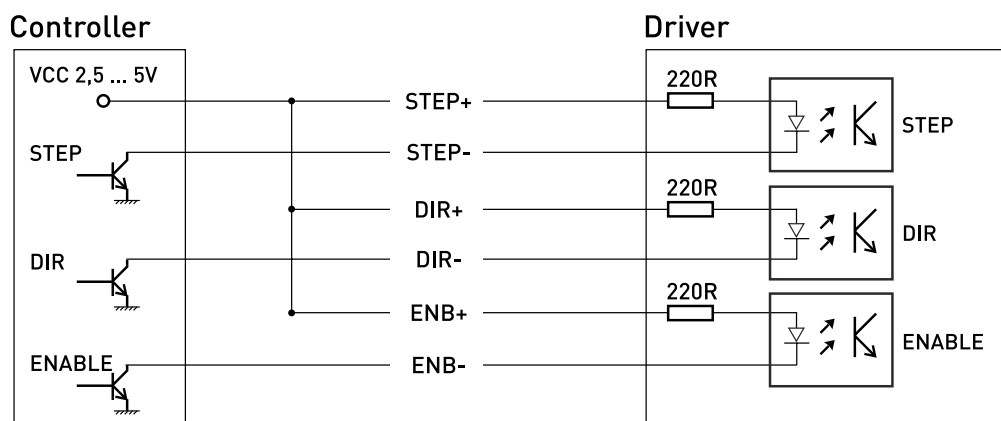 Controller
Driver
VCC 2,5 ... 5V
220R
STEP+
STEP
STEP-
STEP
220R
DIR+
DIR
DIR
DIR-
220R
ENB+
ENABLE
ENABLE
ENB-